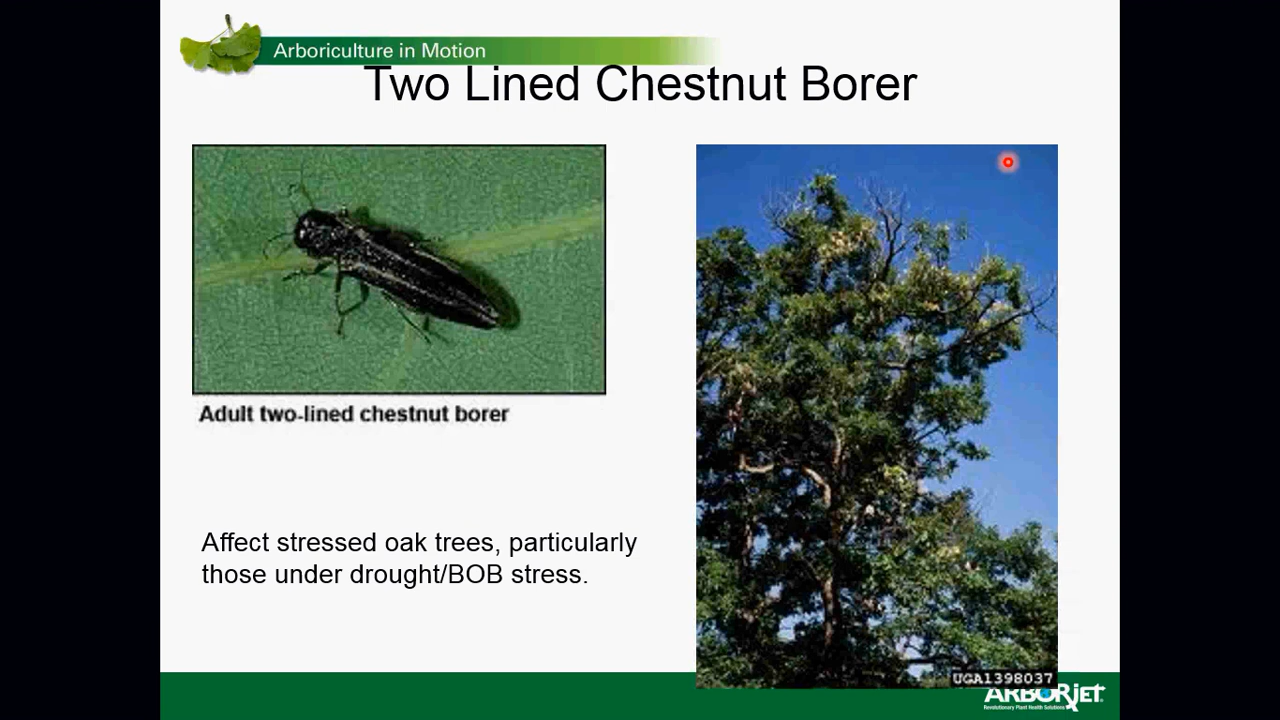 Arboriculture in Motion
Two Lined Chestnut Borer
Adult two-lined chestnut borer
Affect stressed oak trees, particularly
those under drought/BOB stress.
UGA1398037
ARBORJET
Revolutionary Plant Health Solutions